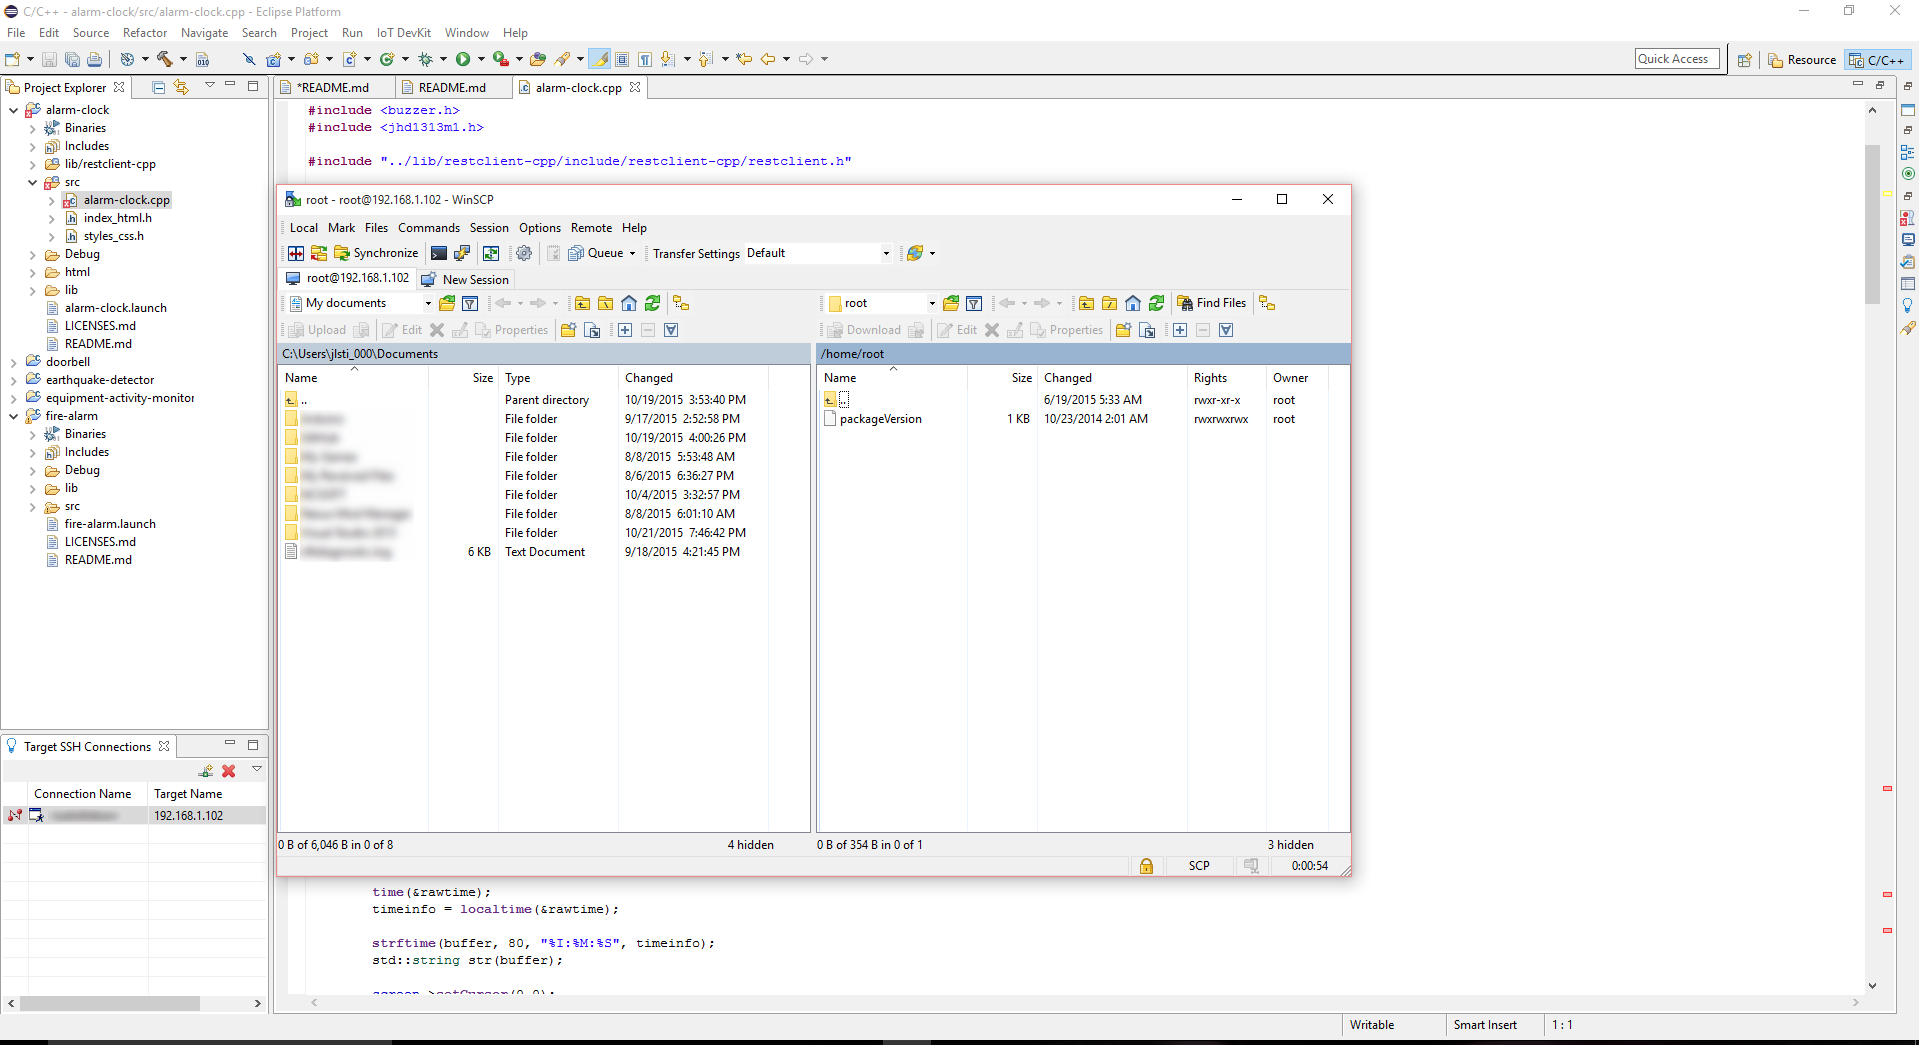 C/C++ - alarm-clock/src/alarm-clock.cpp - Eclipse Platform
File Edit Source Refactor Navigate Search Project Run IoT DevKit Window Help
Quick Access
Resource
C/C++
Project Explorer
*README.md
README.md
alarm-clock.cpp
alarm-clock
Binaries
Includes
lib/restclient-cpp
src
alarm-clock.cpp
index_html.h
styles_css.h
Debug
html
lib
alarm-clock.launch
LICENSES.md
README.md
doorbell
earthquake-detector
equipment-activity-monitor
fire-alarm
Binaries
Includes
Debug
lib
src
fire-alarm.launch
LICENSES.md
README.md
#include <buzzer.h>
#include <jhd1313m1.h>
#include "../lib/restclient-cpp/include/restclient-cpp/restclient.h"
root - root@192.168.1.102 - WinSCP
Local Mark Files Commands Session Options Remote Help
Synchronize
Queue
Transfer Settings Default
root@192.168.1.102
New Session
My documents
Upload
Edit
Properties
C:\Users\jlsti_000\Documents
Name Size Type Changed
.. Parent directory 10/19/2015 3:53:40 PM
File folder 9/17/2015 2:52:58 PM
File folder 10/19/2015 4:00:26 PM
File folder 8/8/2015 5:53:48 AM
File folder 8/6/2015 6:36:27 PM
File folder 10/4/2015 3:32:57 PM
File folder 8/8/2015 6:01:10 AM
File folder 10/21/2015 7:46:42 PM
6 KB Text Document 9/18/2015 4:21:45 PM
0 B of 6,046 B in 0 of 8
4 hidden
root
Find Files
Download
Edit
Properties
/home/root
Name Size Changed Rights Owner
.. 6/19/2015 5:33 AM rwxr-xr-x root
packageVersion 1 KB 10/23/2014 2:01 AM rwxrwxrwx root
0 B of 354 B in 0 of 1
3 hidden
SCP
0:00:54
time(&rawtime);
timeinfo = localtime(&rawtime);
strftime(buffer, 80, "%I:%M:%S", timeinfo);
std::string str(buffer);
screen->setCursor(0,0);
Target SSH Connections
Connection Name Target Name
192.168.1.102
Writable
Smart Insert
1 : 1